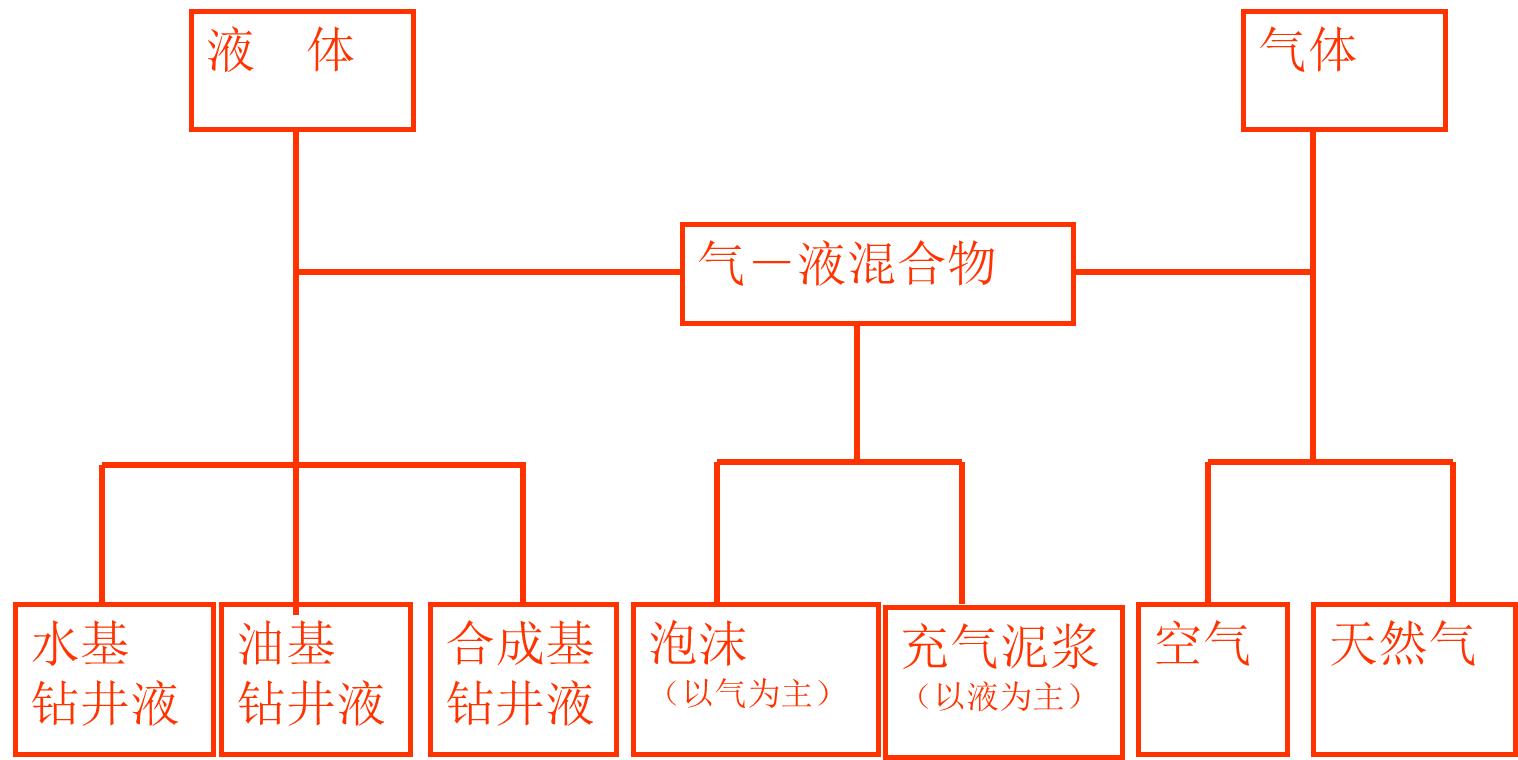 液　体
气体
气－液混合物
水基
钻井液
油基
钻井液
合成基
钻井液
泡沫
（以气为主）
充气泥浆
（以液为主）
空气
天然气